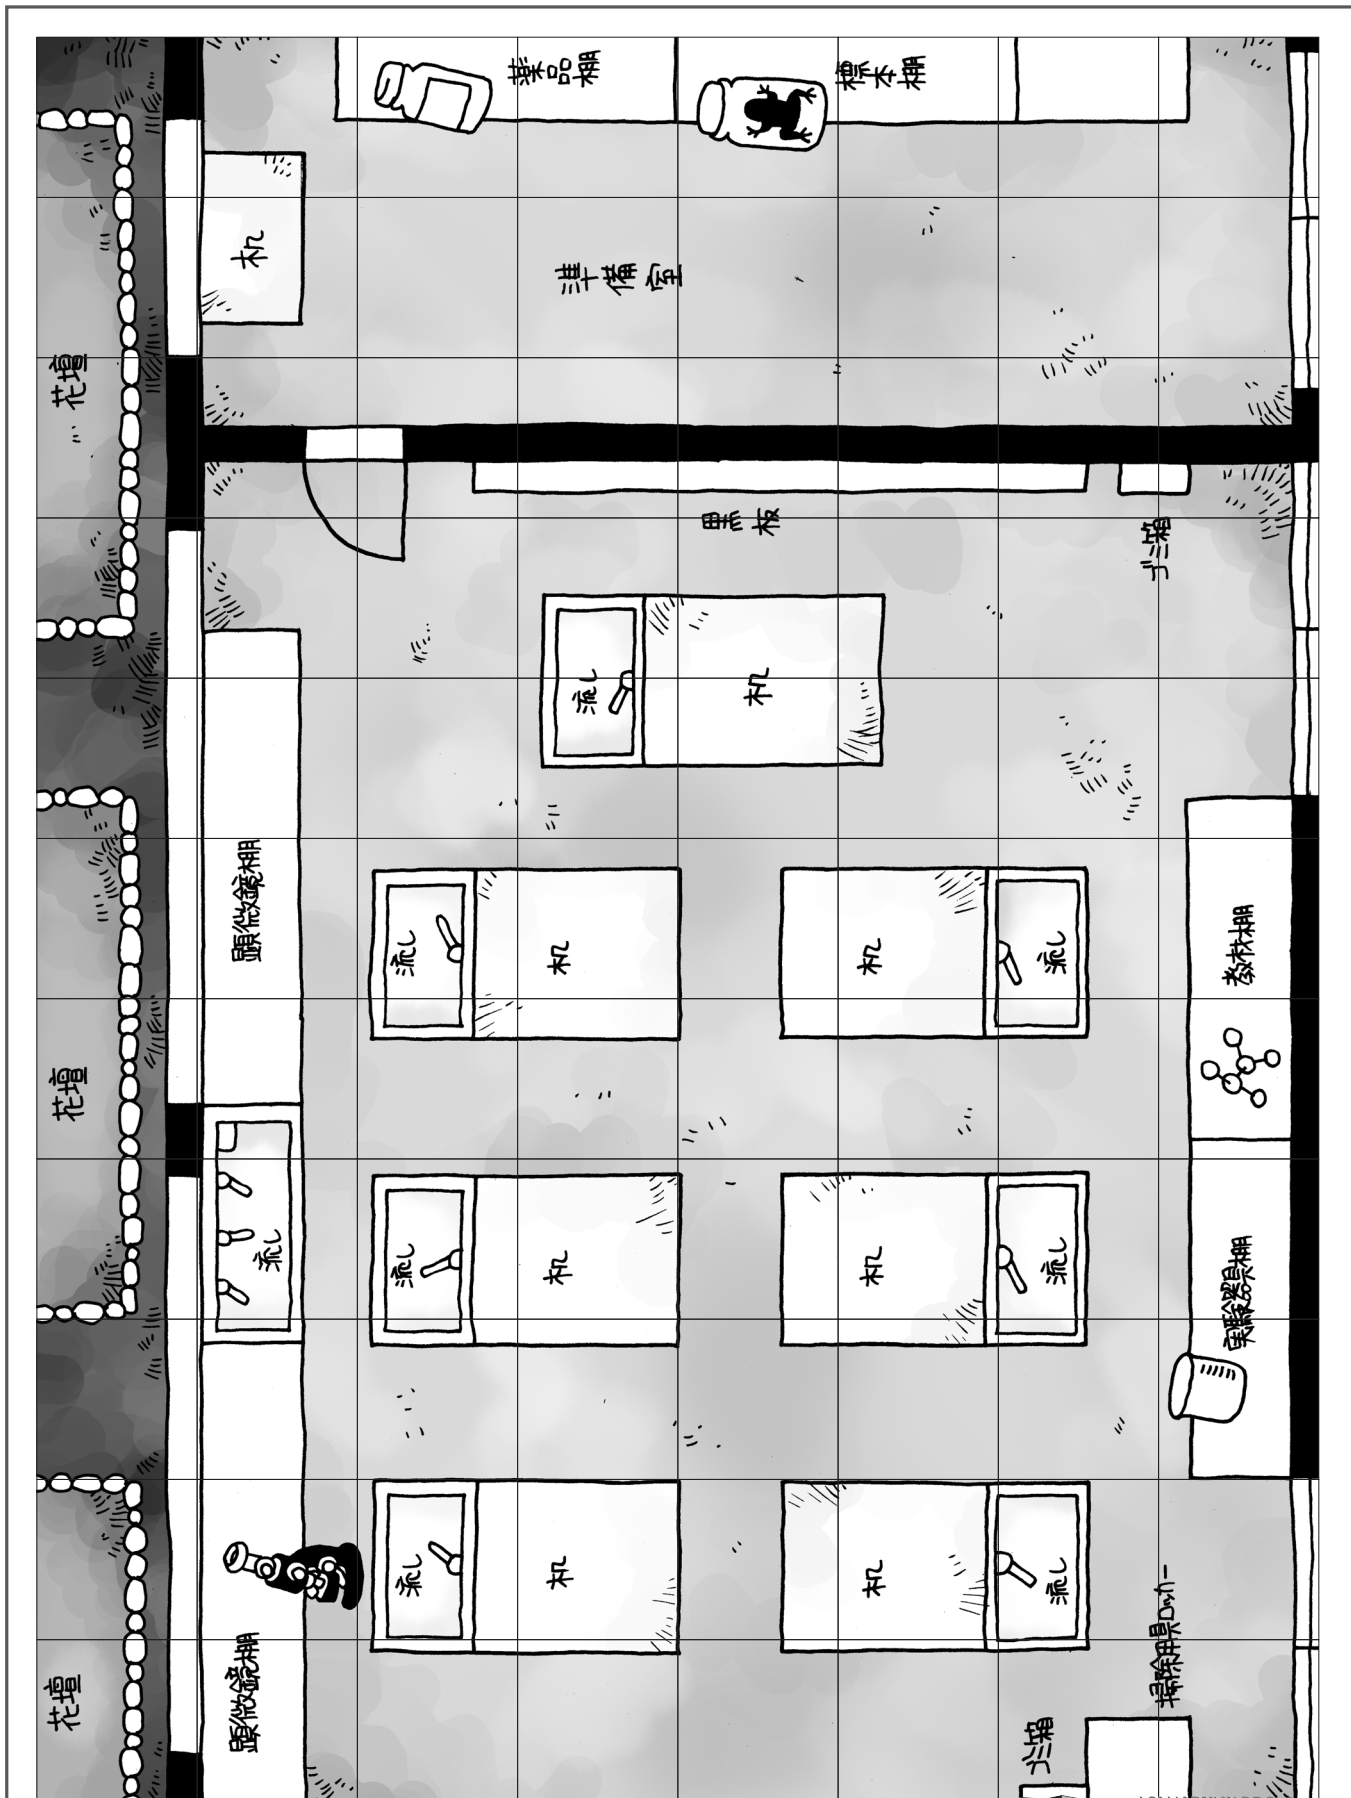 薬品棚
標本棚
机
準備室
花壇
黒板
ゴミ箱
流し
机
顕微鏡棚
流し
机
机
流し
教材棚
花壇
流し
流し
机
机
流し
実験器具棚
流し
机
机
流し
掃除用具ロッカー
顕微鏡棚
花壇
ゴミ箱